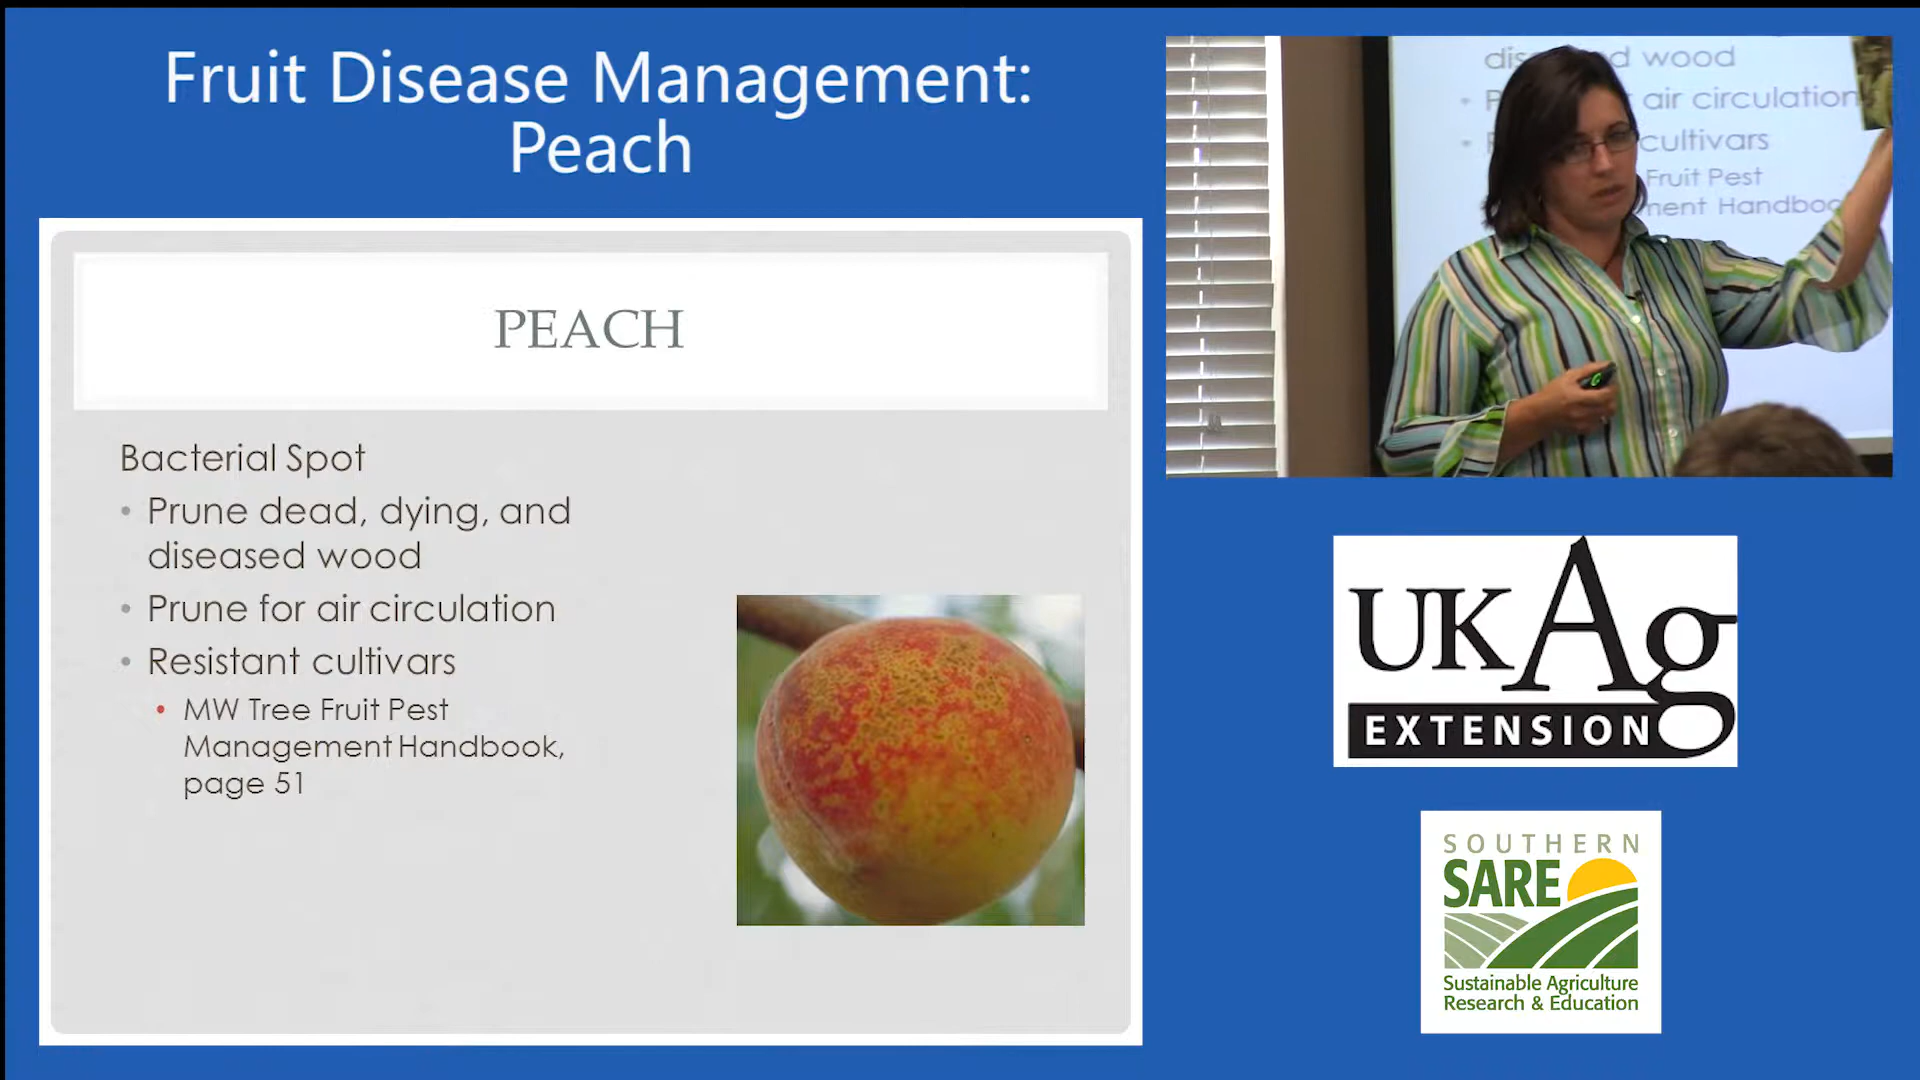 Fruit Disease Management:
Peach
PEACH
Bacterial Spot
• Prune dead, dying, and
diseased wood
• Prune for air circulation
• Resistant cultivars
• MW Tree Fruit Pest
Management Handbook,
page 51
wood
air circulation
cultivars
Fruit Pest
UKAg
EXTENSION
SOUTHERN
SARE
Sustainable Agriculture
Research & Education